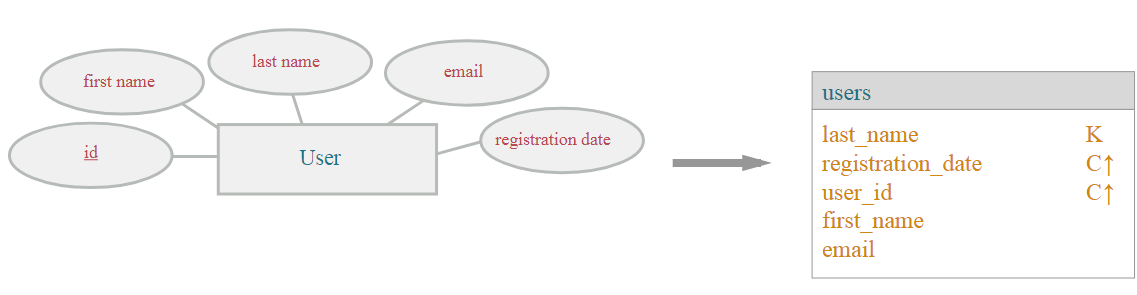 last name
email
first name
registration date
id
User
users
last_name K
registration_date C↑
user_id C↑
first_name
email